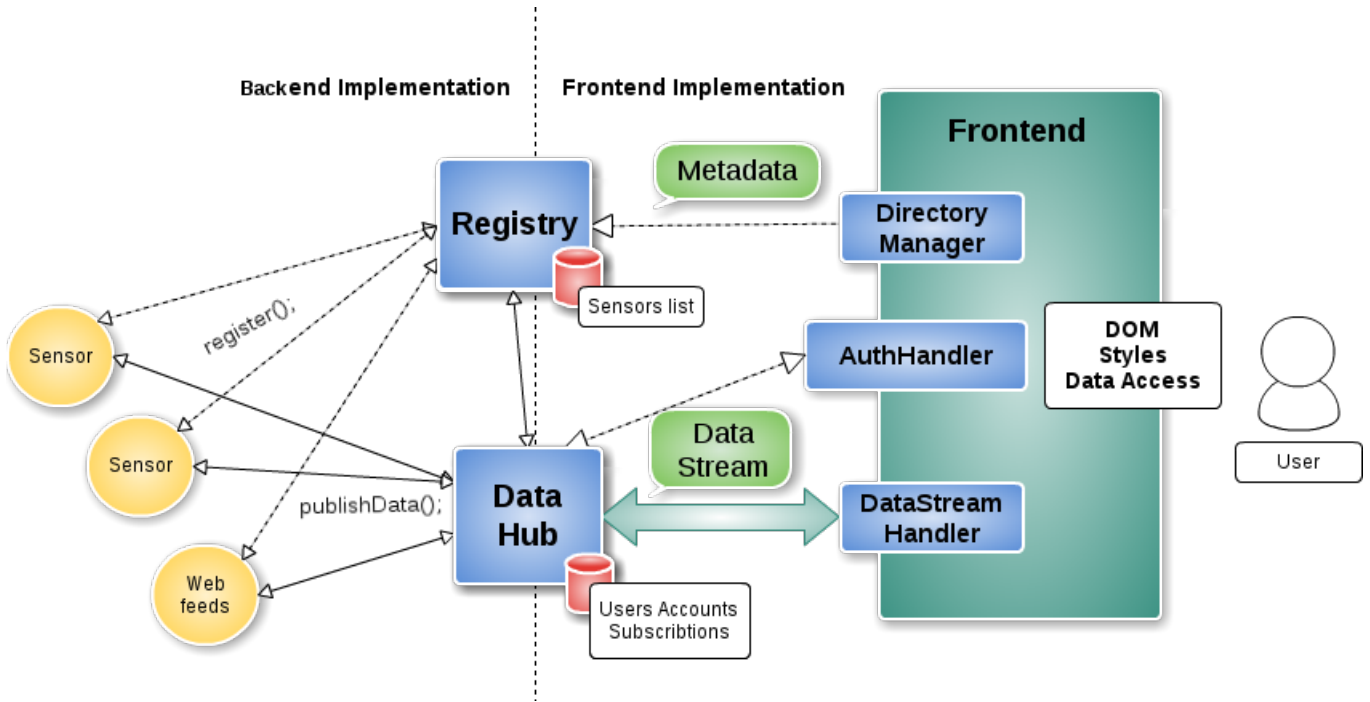 Backend Implementation
Frontend Implementation
Frontend
Metadata
Registry
Directory
Manager
Sensors list
register();
Sensor
DOM
Styles
Data Access
AuthHandler
Data
Stream
Sensor
User
publishData();
Data
Hub
DataStream
Handler
Web
feeds
Users Accounts
Subscribtions